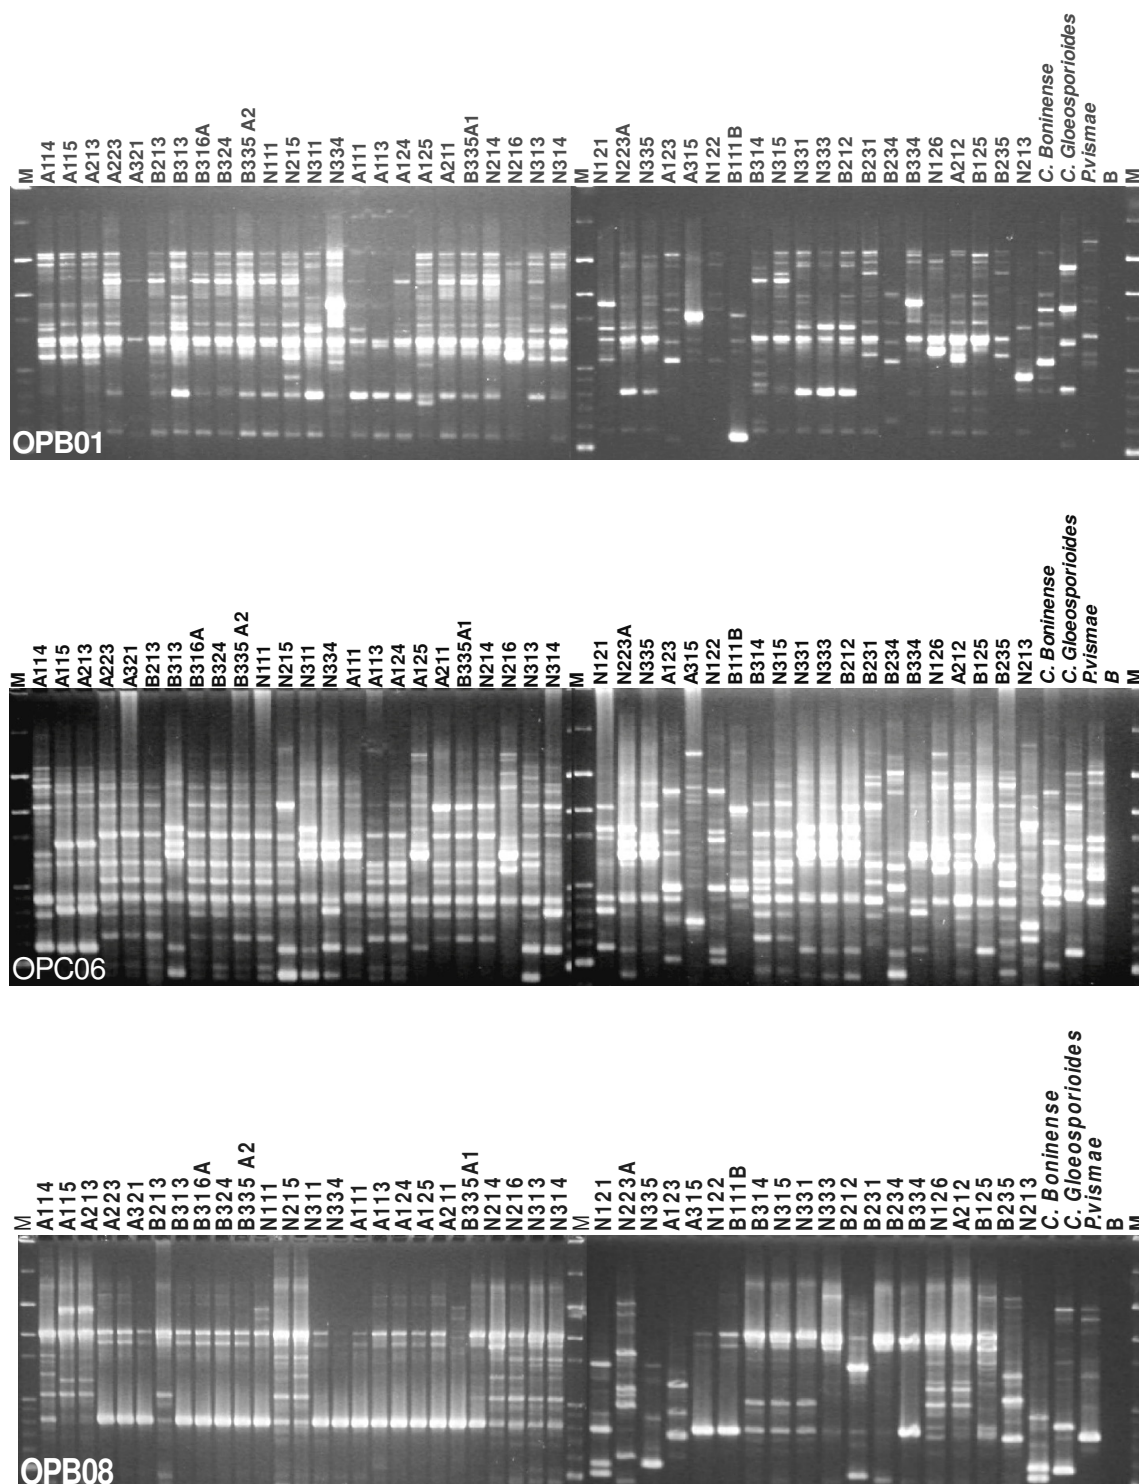 M A114 A115 A213 A223 A321 B213 B313 B316A B324 B335 A2 N111 N215 N311 N334 A111 A113 A124 A125 A211 B335A1 N214 N216 N313 N314 M N121 N223A N335 A123 A315 N122 B111B B314 N315 N331 N333 B212 B231 B234 B334 N126 A212 B125 B235 N213 C. Boninense C. Gloeosporioides P.vismae B M
OPB01
M A114 A115 A213 A223 A321 B213 B313 B316A B324 B335 A2 N111 N215 N311 N334 A111 A113 A124 A125 A211 B335A1 N214 N216 N313 N314 M N121 N223A N335 A123 A315 N122 B111B B314 N315 N331 N333 B212 B231 B234 B334 N126 A212 B125 B235 N213 C. Boninense C. Gloeosporioides P.vismae B M
OPC06
M A114 A115 A213 A223 A321 B213 B313 B316A B324 B335 A2 N111 N215 N311 N334 A111 A113 A124 A125 A211 B335A1 N214 N216 N313 N314 M N121 N223A N335 A123 A315 N122 B111B B314 N315 N331 N333 B212 B231 B234 B334 N126 A212 B125 B235 N213 C. Boninense C. Gloeosporioides P.vismae B M
OPB08